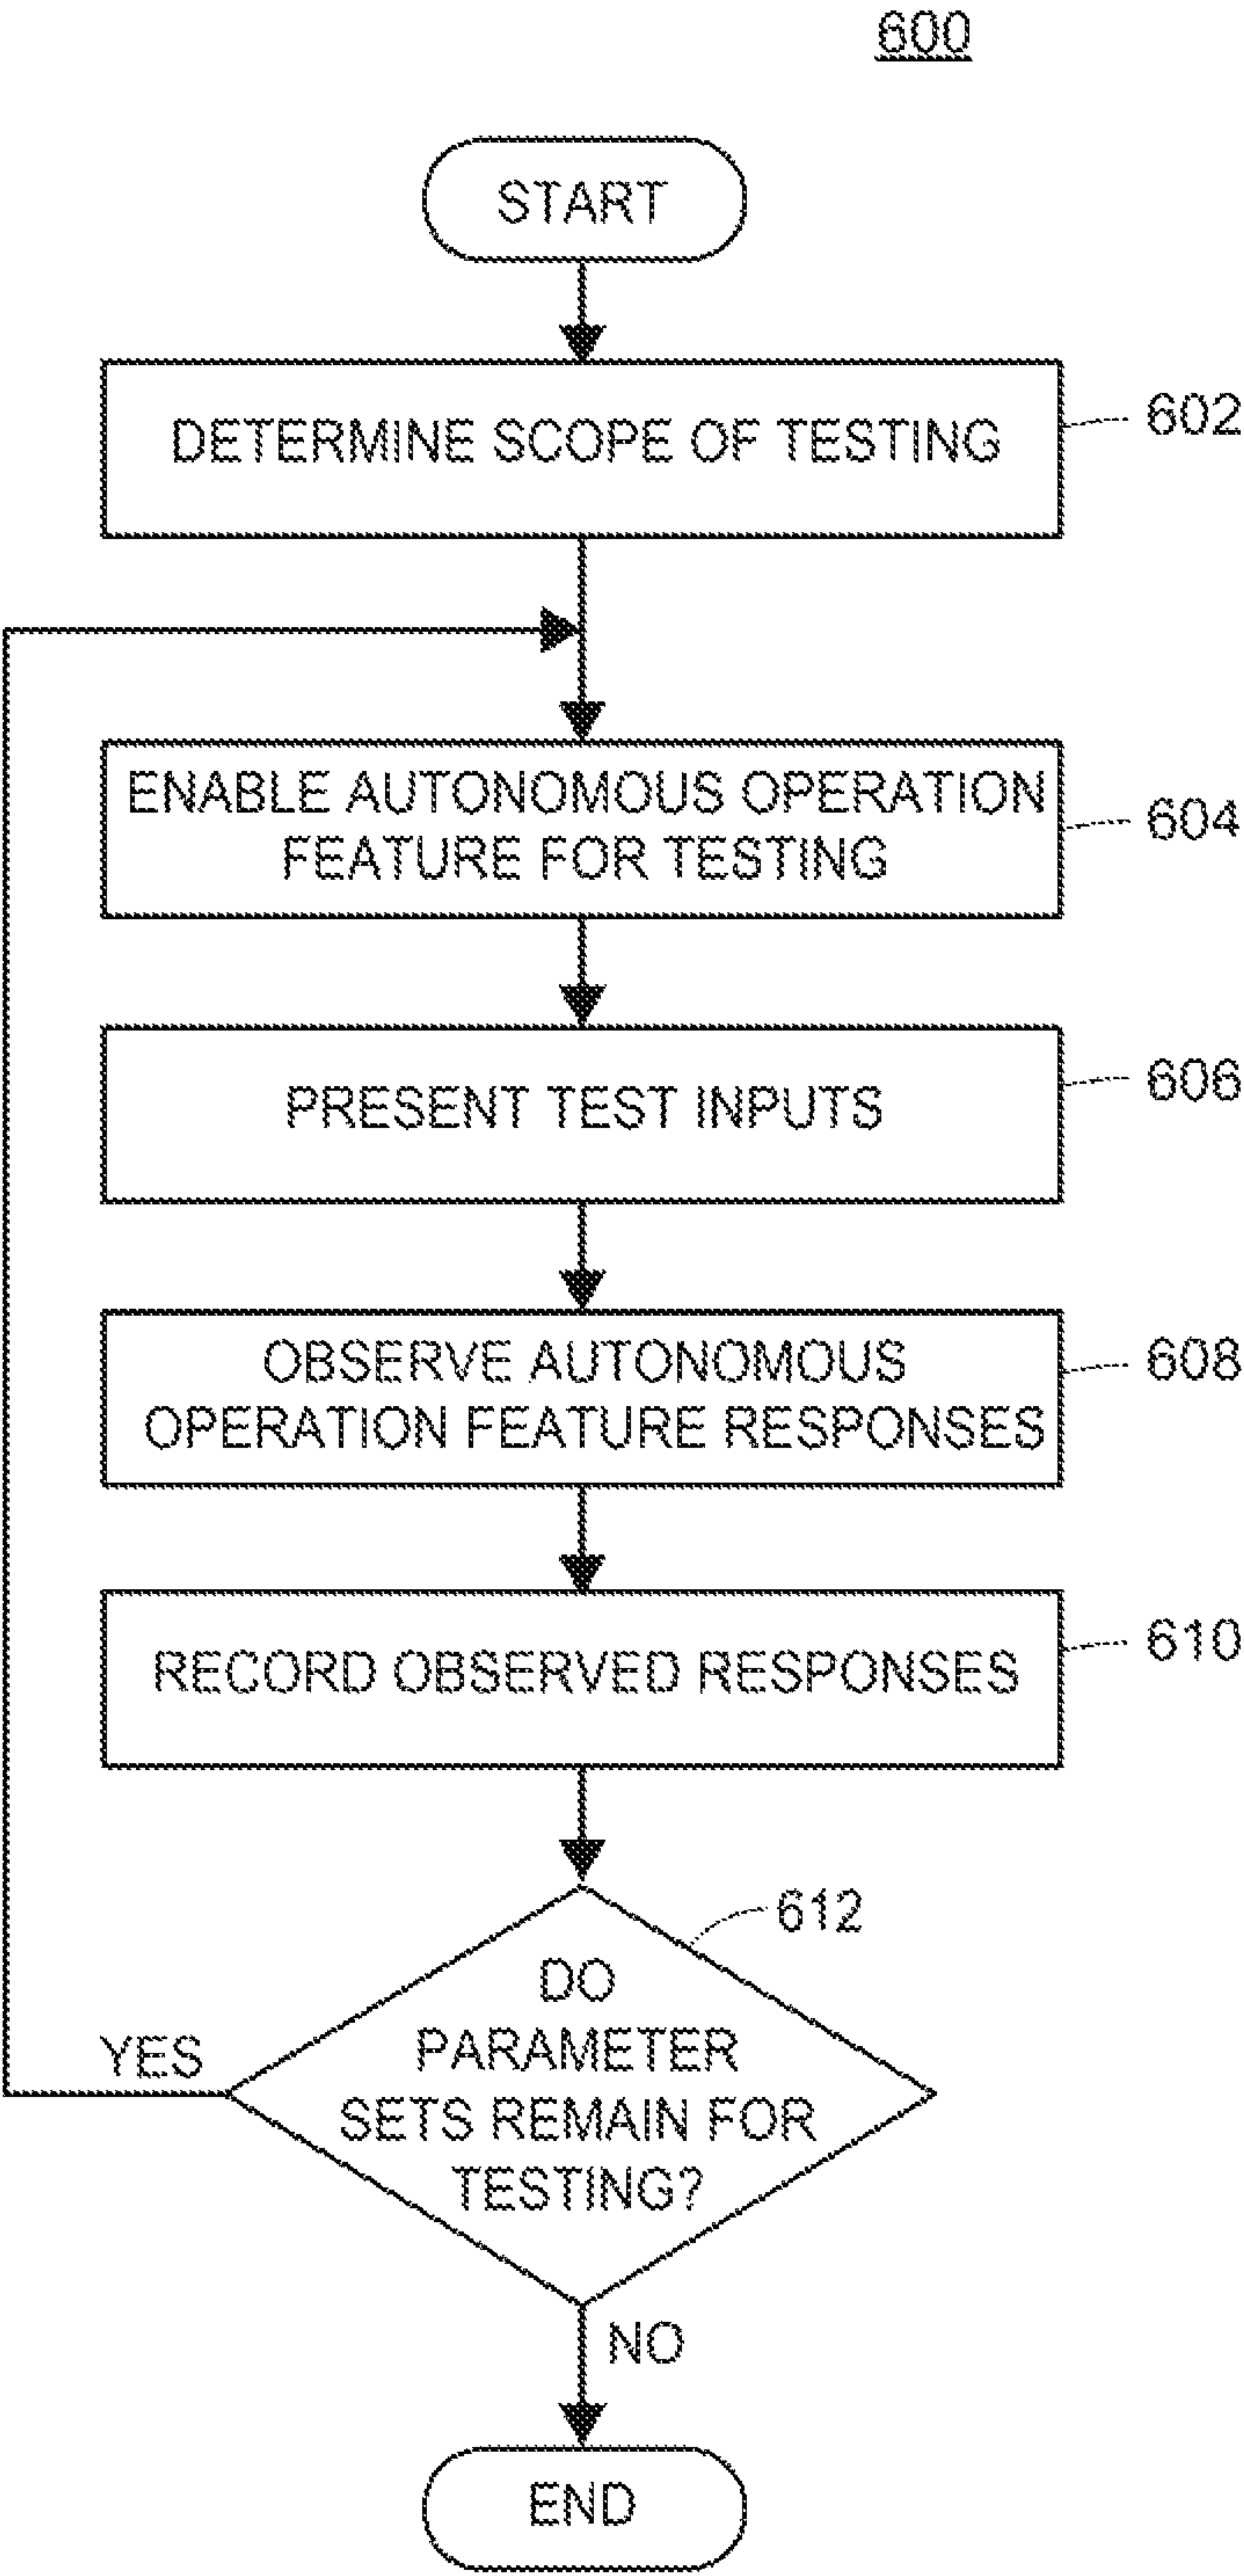 600
START
DETERMINE SCOPE OF TESTING
602
ENABLE AUTONOMOUS OPERATION
FEATURE FOR TESTING
604
PRESENT TEST INPUTS
606
OBSERVE AUTONOMOUS
OPERATION FEATURE RESPONSES
608
RECORD OBSERVED RESPONSES
610
612
DO
PARAMETER
SETS REMAIN FOR
TESTING?
YES
NO
END